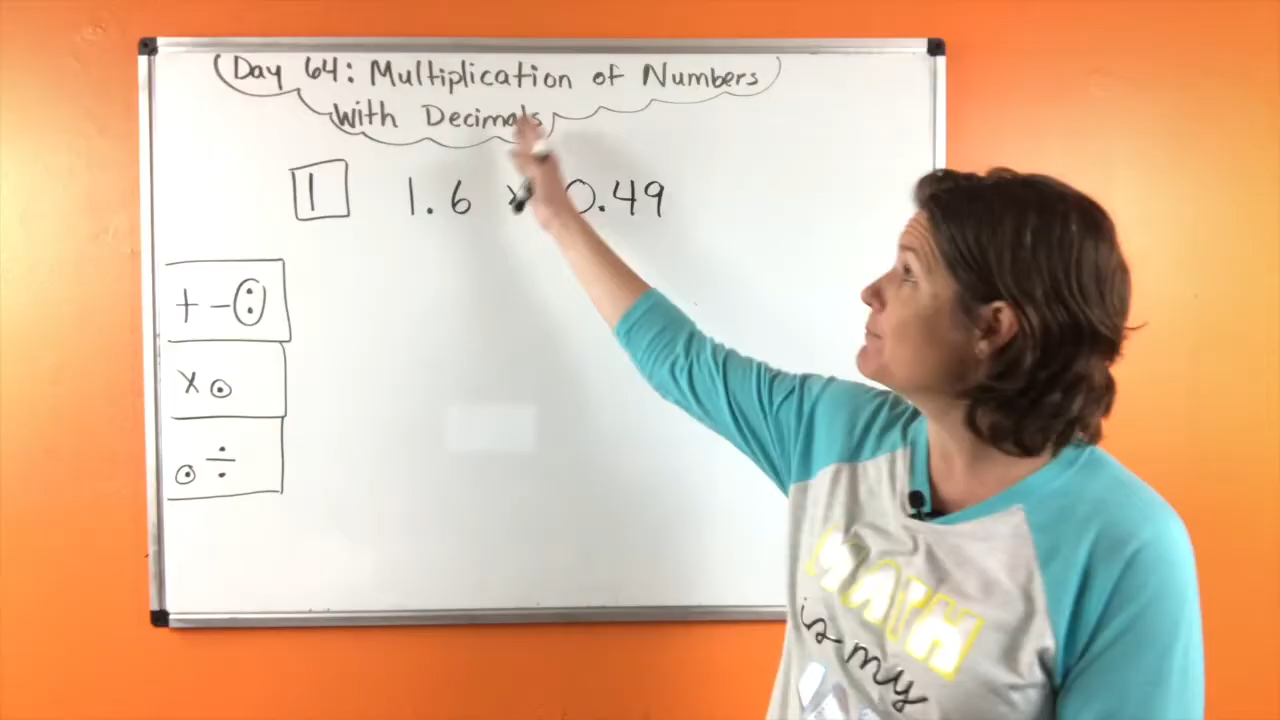 Day 64: Multiplication of Numbers
With Decimals
1 1.6 x 0.49
+ - :
x .
. ÷
MATH
is my